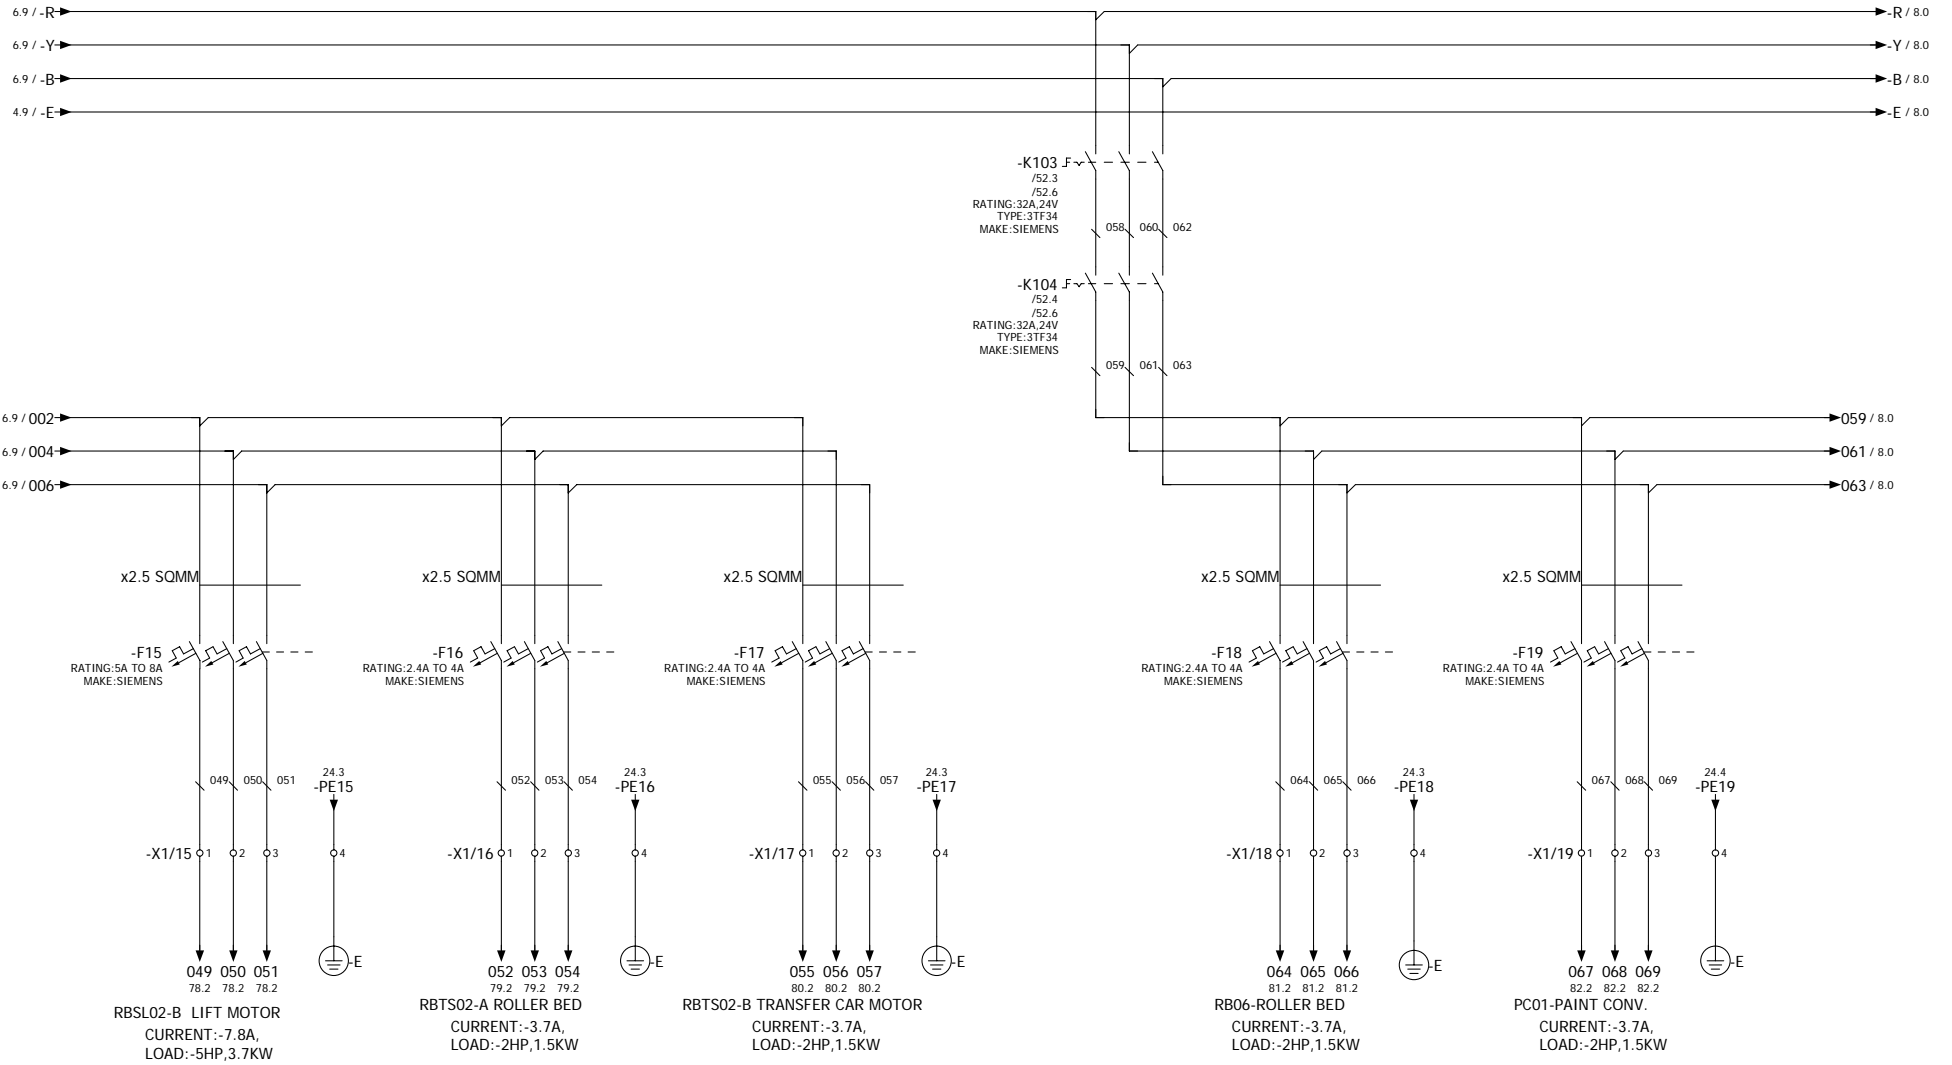 6.9 / -R
-R / 8.0
6.9 / -Y
-Y / 8.0
6.9 / -B
-B / 8.0
4.9 / -E
-E / 8.0
-K103
/52.3
/52.6
RATING:32A,24V
TYPE:3TF34
MAKE:SIEMENS
058 060 062
-K104
/52.4
/52.6
RATING:32A,24V
TYPE:3TF34
MAKE:SIEMENS
059 061 063
6.9 / 002
059 / 8.0
6.9 / 004
061 / 8.0
6.9 / 006
063 / 8.0
x2.5 SQMM
x2.5 SQMM
x2.5 SQMM
x2.5 SQMM
x2.5 SQMM
-F15
RATING:5A TO 8A
MAKE:SIEMENS
-F16
RATING:2.4A TO 4A
MAKE:SIEMENS
-F17
RATING:2.4A TO 4A
MAKE:SIEMENS
-F18
RATING:2.4A TO 4A
MAKE:SIEMENS
-F19
RATING:2.4A TO 4A
MAKE:SIEMENS
049 050 051
24.3
-PE15
052 053 054
24.3
-PE16
055 056 057
24.3
-PE17
064 065 066
24.3
-PE18
067 068 069
24.4
-PE19
-X1/15 1 2 3 4
-X1/16 1 2 3 4
-X1/17 1 2 3 4
-X1/18 1 2 3 4
-X1/19 1 2 3 4
-E
-E
-E
-E
-E
049 050 051
78.2 78.2 78.2
RBSL02-B LIFT MOTOR
CURRENT:-7.8A,
LOAD:-5HP,3.7KW
052 053 054
79.2 79.2 79.2
RBTS02-A ROLLER BED
CURRENT:-3.7A,
LOAD:-2HP,1.5KW
055 056 057
80.2 80.2 80.2
RBTS02-B TRANSFER CAR MOTOR
CURRENT:-3.7A,
LOAD:-2HP,1.5KW
064 065 066
81.2 81.2 81.2
RB06-ROLLER BED
CURRENT:-3.7A,
LOAD:-2HP,1.5KW
067 068 069
82.2 82.2 82.2
PC01-PAINT CONV.
CURRENT:-3.7A,
LOAD:-2HP,1.5KW